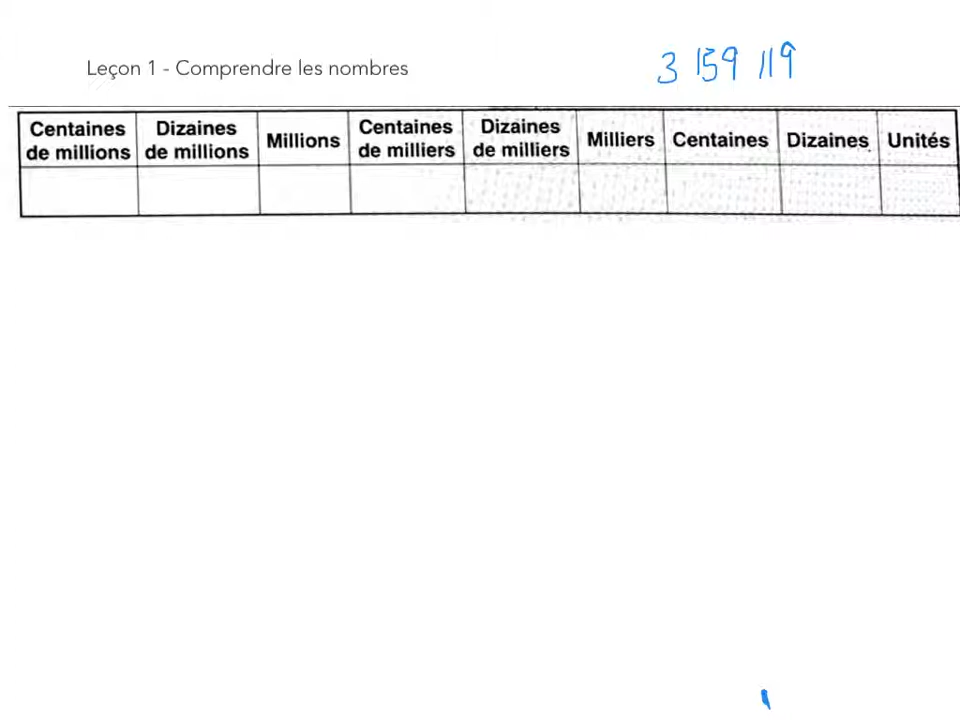 Leçon 1 - Comprendre les nombres
3 159 119
Centaines de millions
Dizaines de millions
Millions
Centaines de milliers
Dizaines de milliers
Milliers
Centaines
Dizaines
Unités